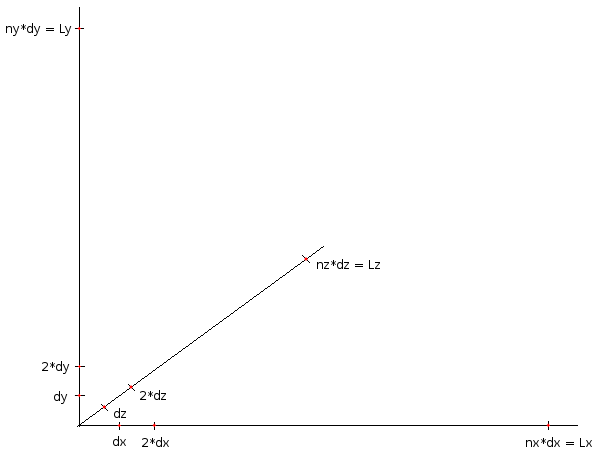 ny*dy = Ly
nz*dz = Lz
2*dy
2*dz
dy
dz
dx
2*dx
nx*dx = Lx